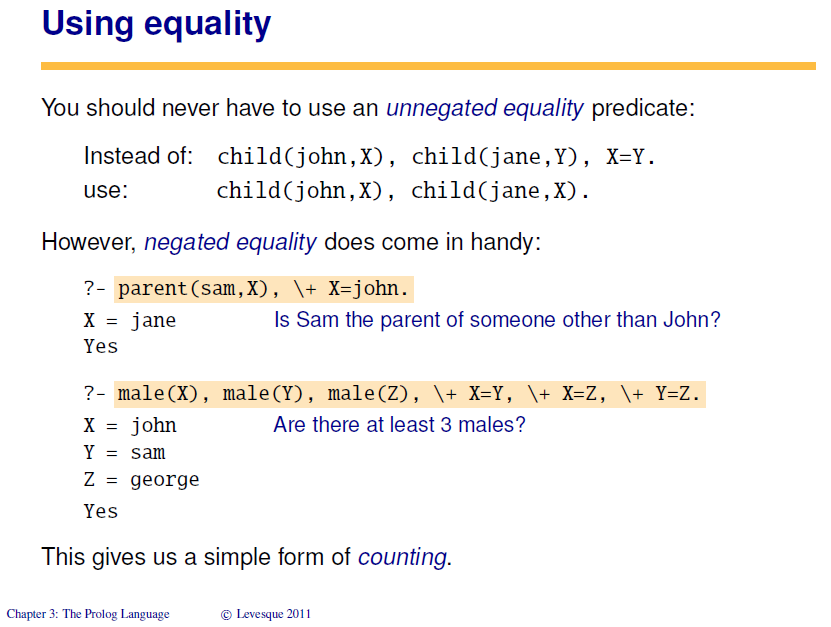 Using equality
You should never have to use an unnegated equality predicate:
Instead of: child(john,X), child(jane,Y), X=Y.
use: child(john,X), child(jane,X).
However, negated equality does come in handy:
?- parent(sam,X), \+ X=john.
X = jane Is Sam the parent of someone other than John?
Yes
?- male(X), male(Y), male(Z), \+ X=Y, \+ X=Z, \+ Y=Z.
X = john Are there at least 3 males?
Y = sam
Z = george
Yes
This gives us a simple form of counting.
Chapter 3: The Prolog Language © Levesque 2011